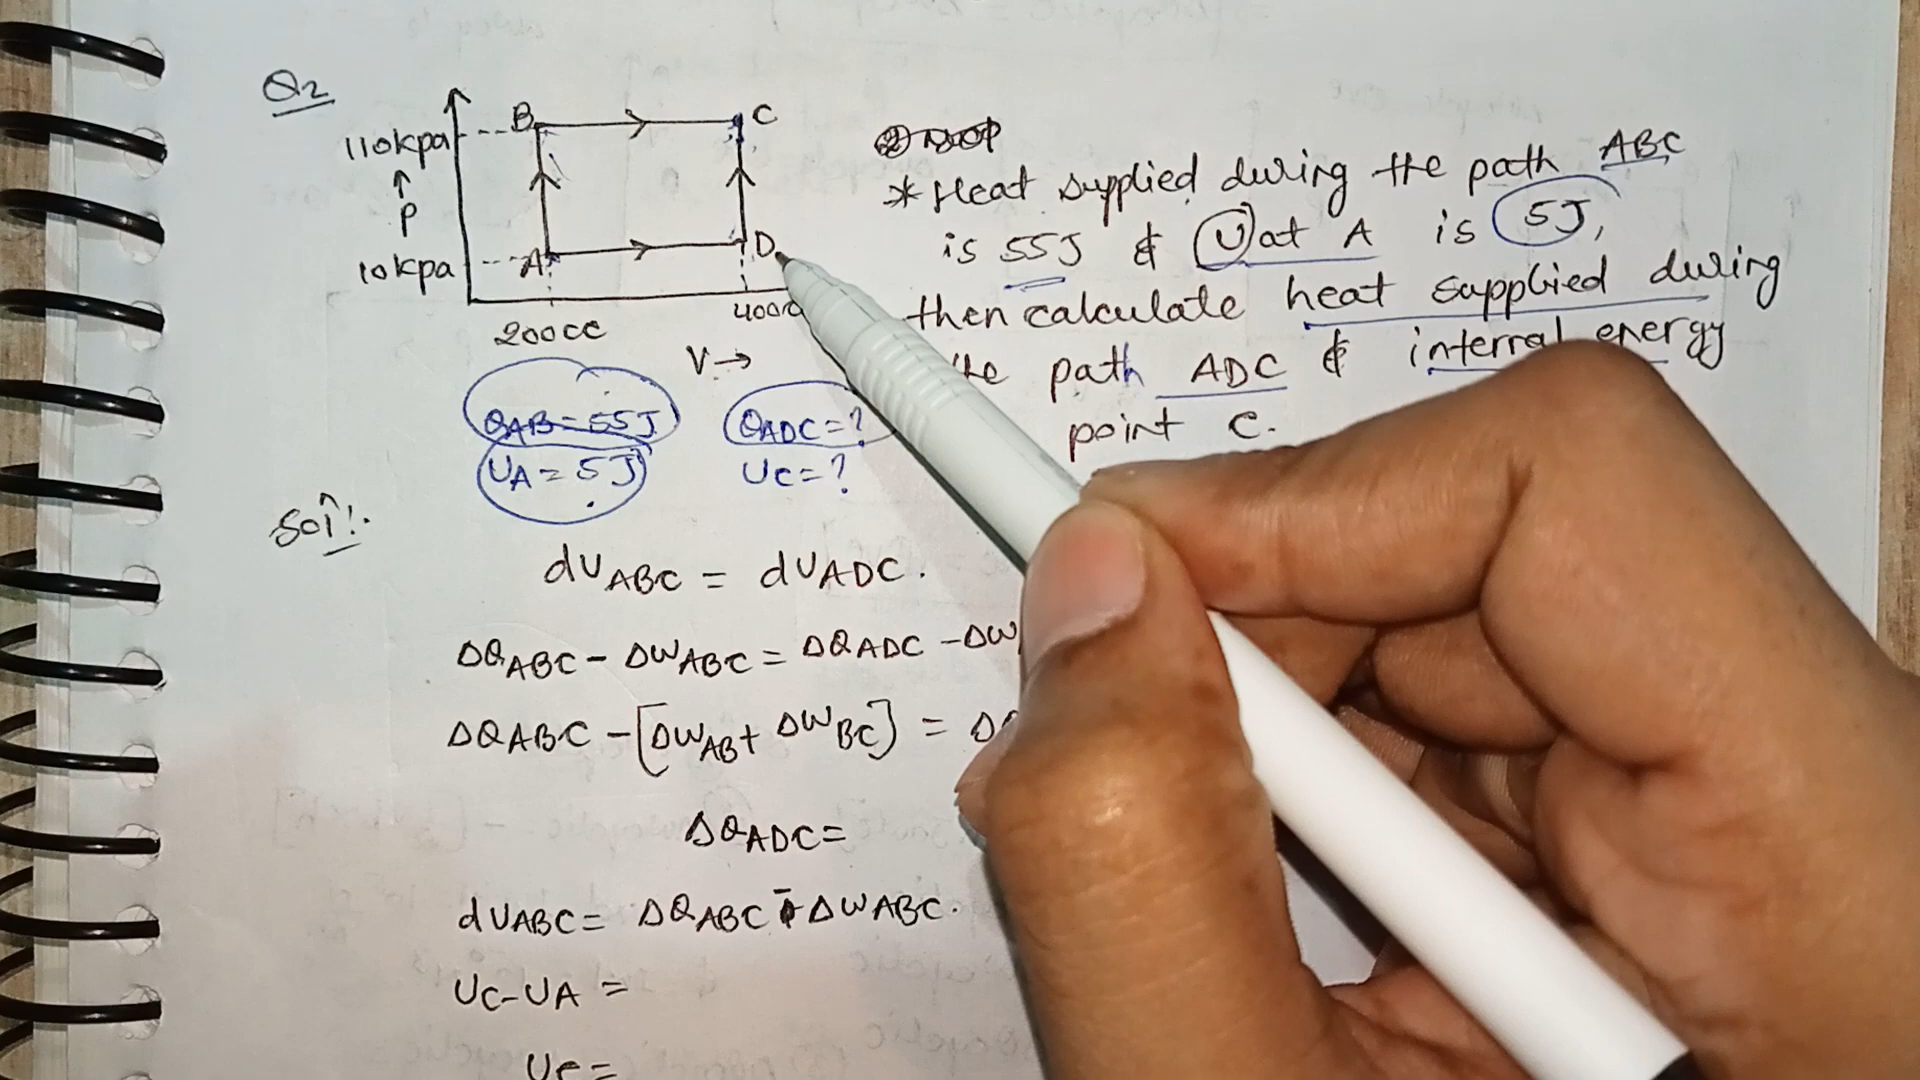 Q2
B C
110kpa
↑
P
10kpa A D
200cc
V→
* Heat supplied during the path ABC
is 55J & U at A is 5J,
then calculate heat supplied during
path ADC & internal energy
point C.
QAB = 55J QADC = ?
UA = 5J UC = ?
Sol:
dUABC = dUADC.
ΔQABC - ΔWABC = ΔQADC - ΔW
ΔQABC - [ΔWAB + ΔWBC] =
ΔQADC =
dUABC = ΔQABC - ΔWABC.
UC - UA =
UC =